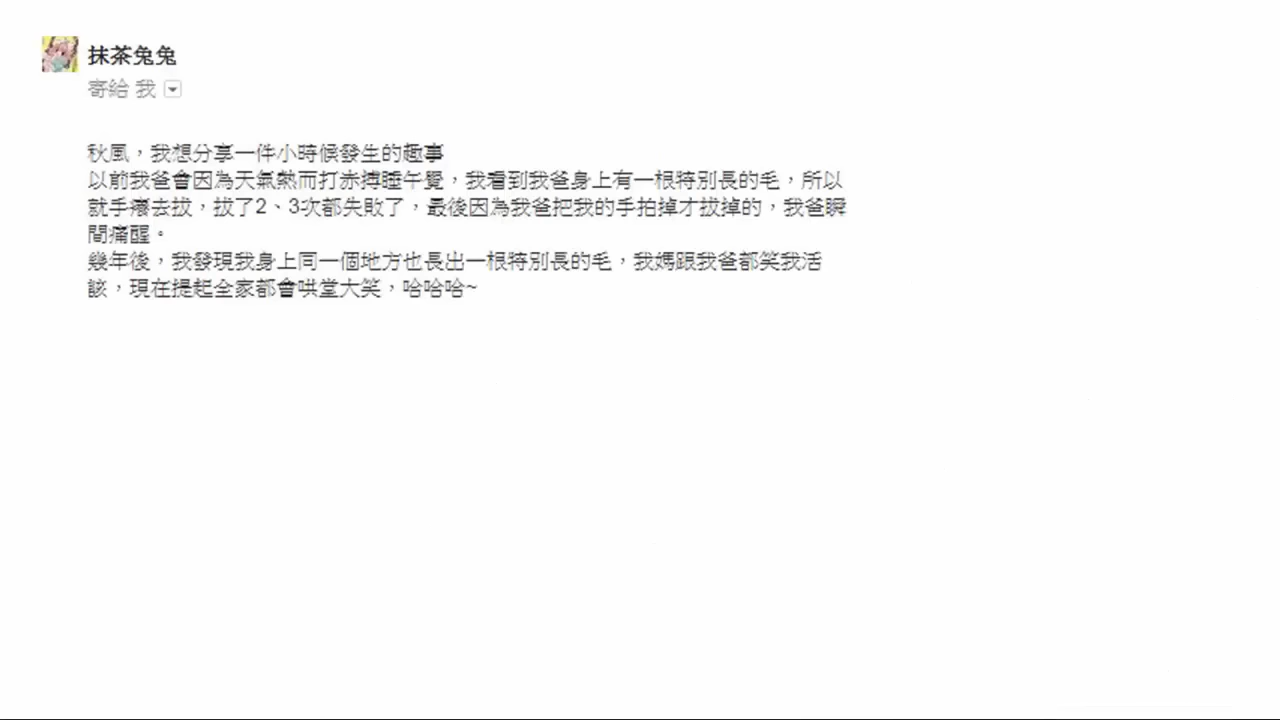 抹茶兔兔
寄給 我
秋風，我想分享一件小時候發生的趣事
以前我爸會因為天氣熱而打赤搏睡午覺，我看到我爸身上有一根特別長的毛，所以
就手癢去拔，拔了2、3次都失敗了，最後因為我爸把我的手拍掉才拔掉的，我爸瞬
間痛醒。
幾年後，我發現我身上同一個地方也長出一根特別長的毛，我媽跟我爸都笑我活
該，現在提起全家都會哄堂大笑，哈哈哈~